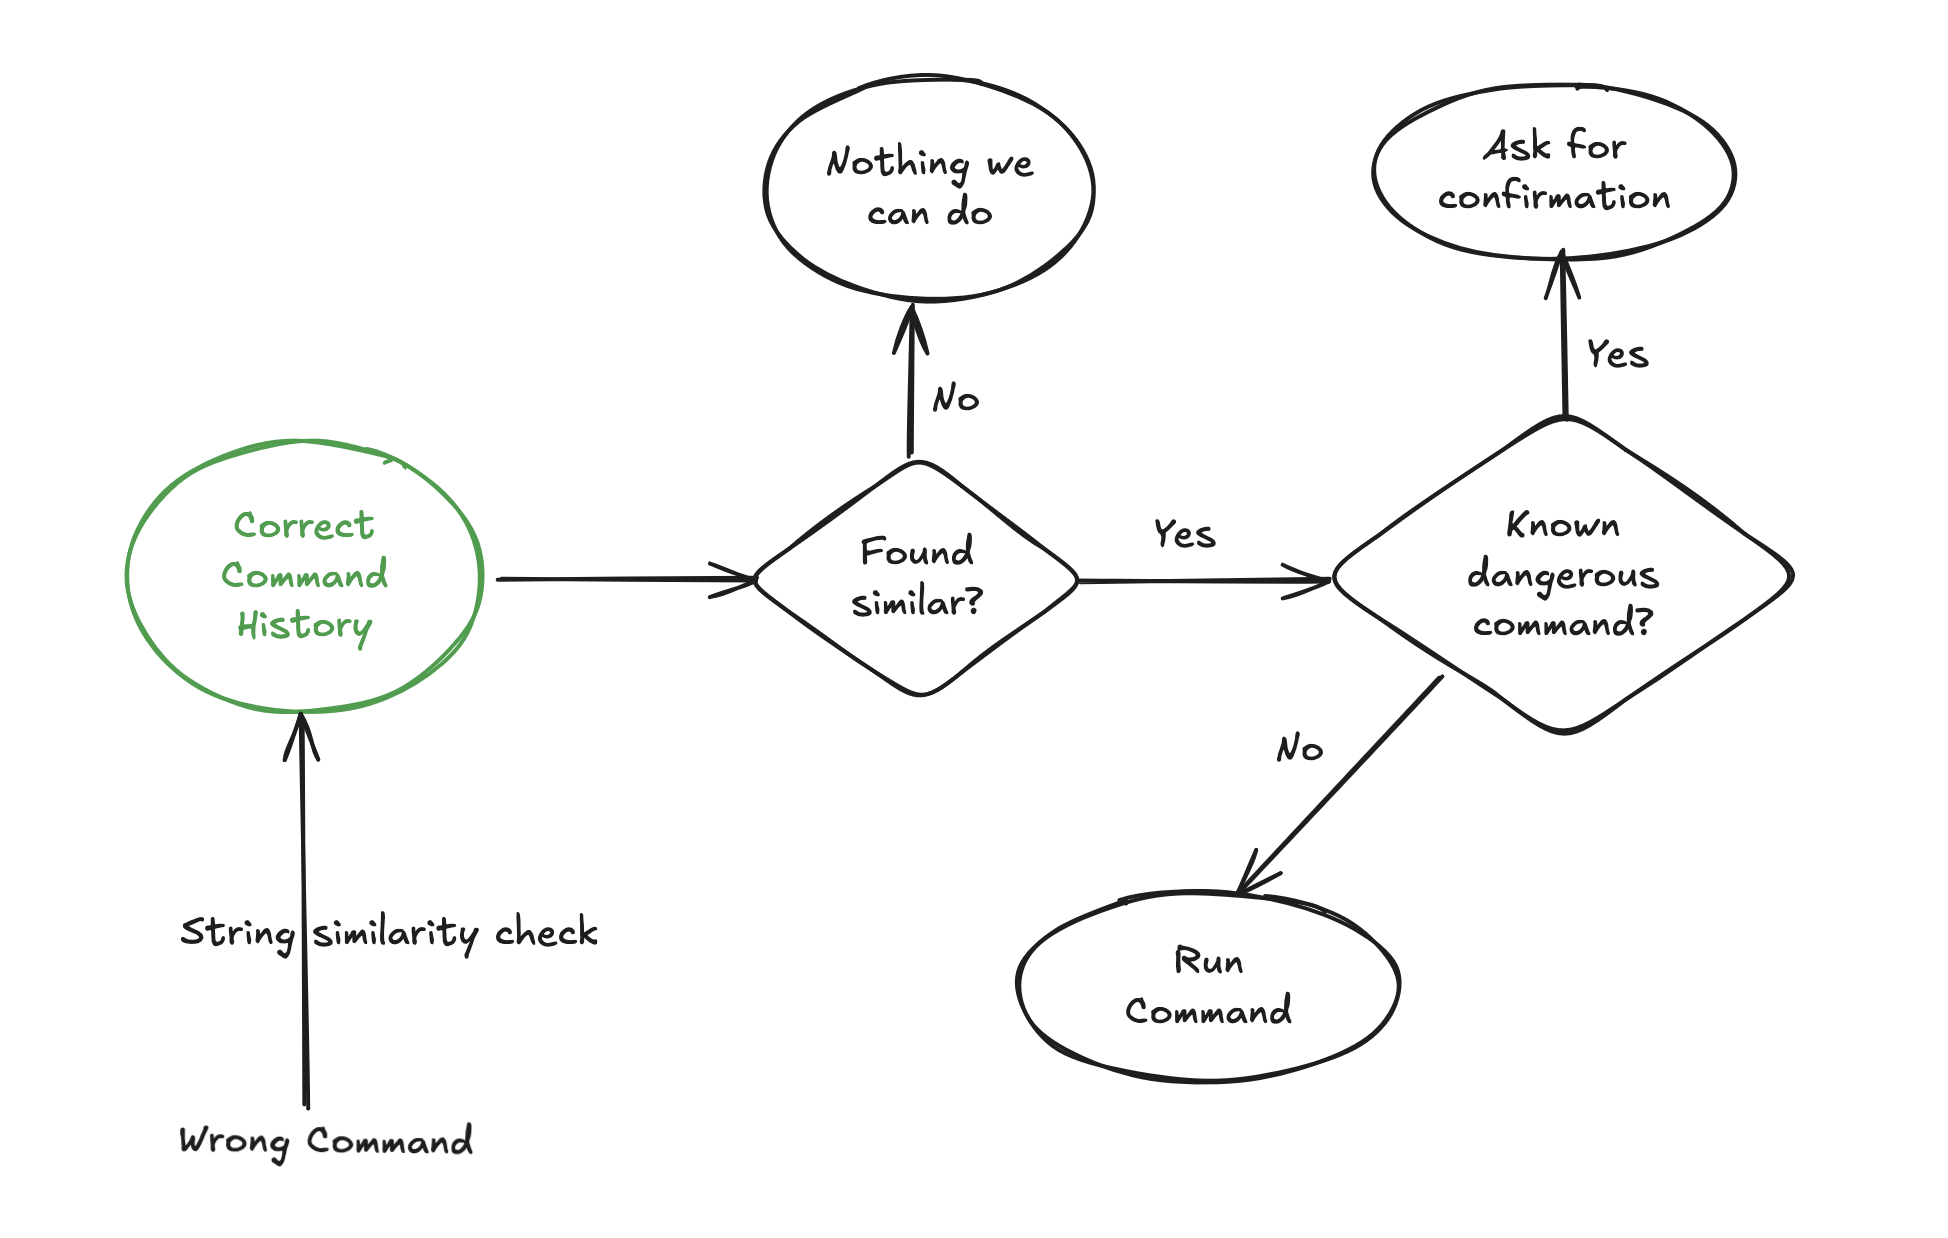 Nothing we
can do
Ask for
confirmation
No
Yes
Correct
Command
History
Found
similar?
Yes
Known
dangerous
command?
No
String similarity check
Run
Command
Wrong Command